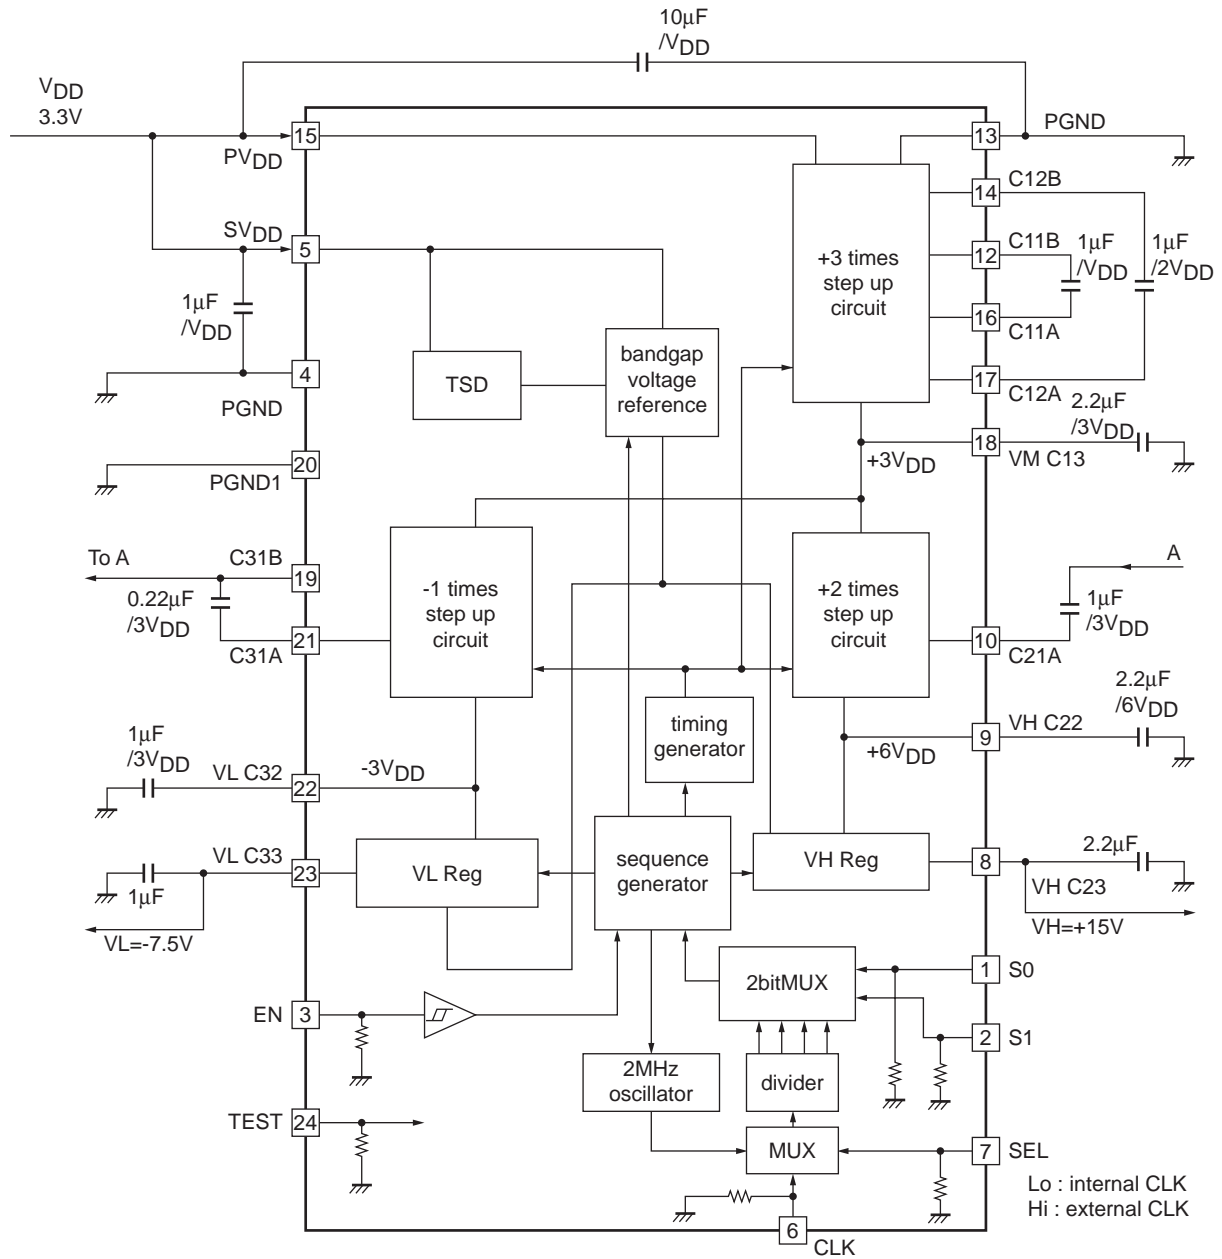 10μF
/VDD
VDD
3.3V
15
PVDD
13
PGND
14
C12B
SVDD
5
+3 times
step up
circuit
12
C11B
1μF
/VDD
1μF
/2VDD
1μF
/VDD
16
C11A
bandgap
voltage
reference
TSD
4
PGND
17
C12A
2.2μF
/3VDD
18
VM C13
+3VDD
20
PGND1
To A
C31B
19
A
0.22μF
/3VDD
-1 times
step up
circuit
+2 times
step up
circuit
1μF
/3VDD
21
C31A
10
C21A
2.2μF
/6VDD
timing
generator
1μF
/3VDD
+6VDD
9
VH C22
VL C32
22
-3VDD
VL C33
23
VL Reg
sequence
generator
VH Reg
8
2.2μF
VH C23
1μF
VL=-7.5V
VH=+15V
2bitMUX
1
S0
EN
3
2
S1
2MHz
oscillator
divider
TEST
24
MUX
7
SEL
Lo : internal CLK
Hi : external CLK
6
CLK